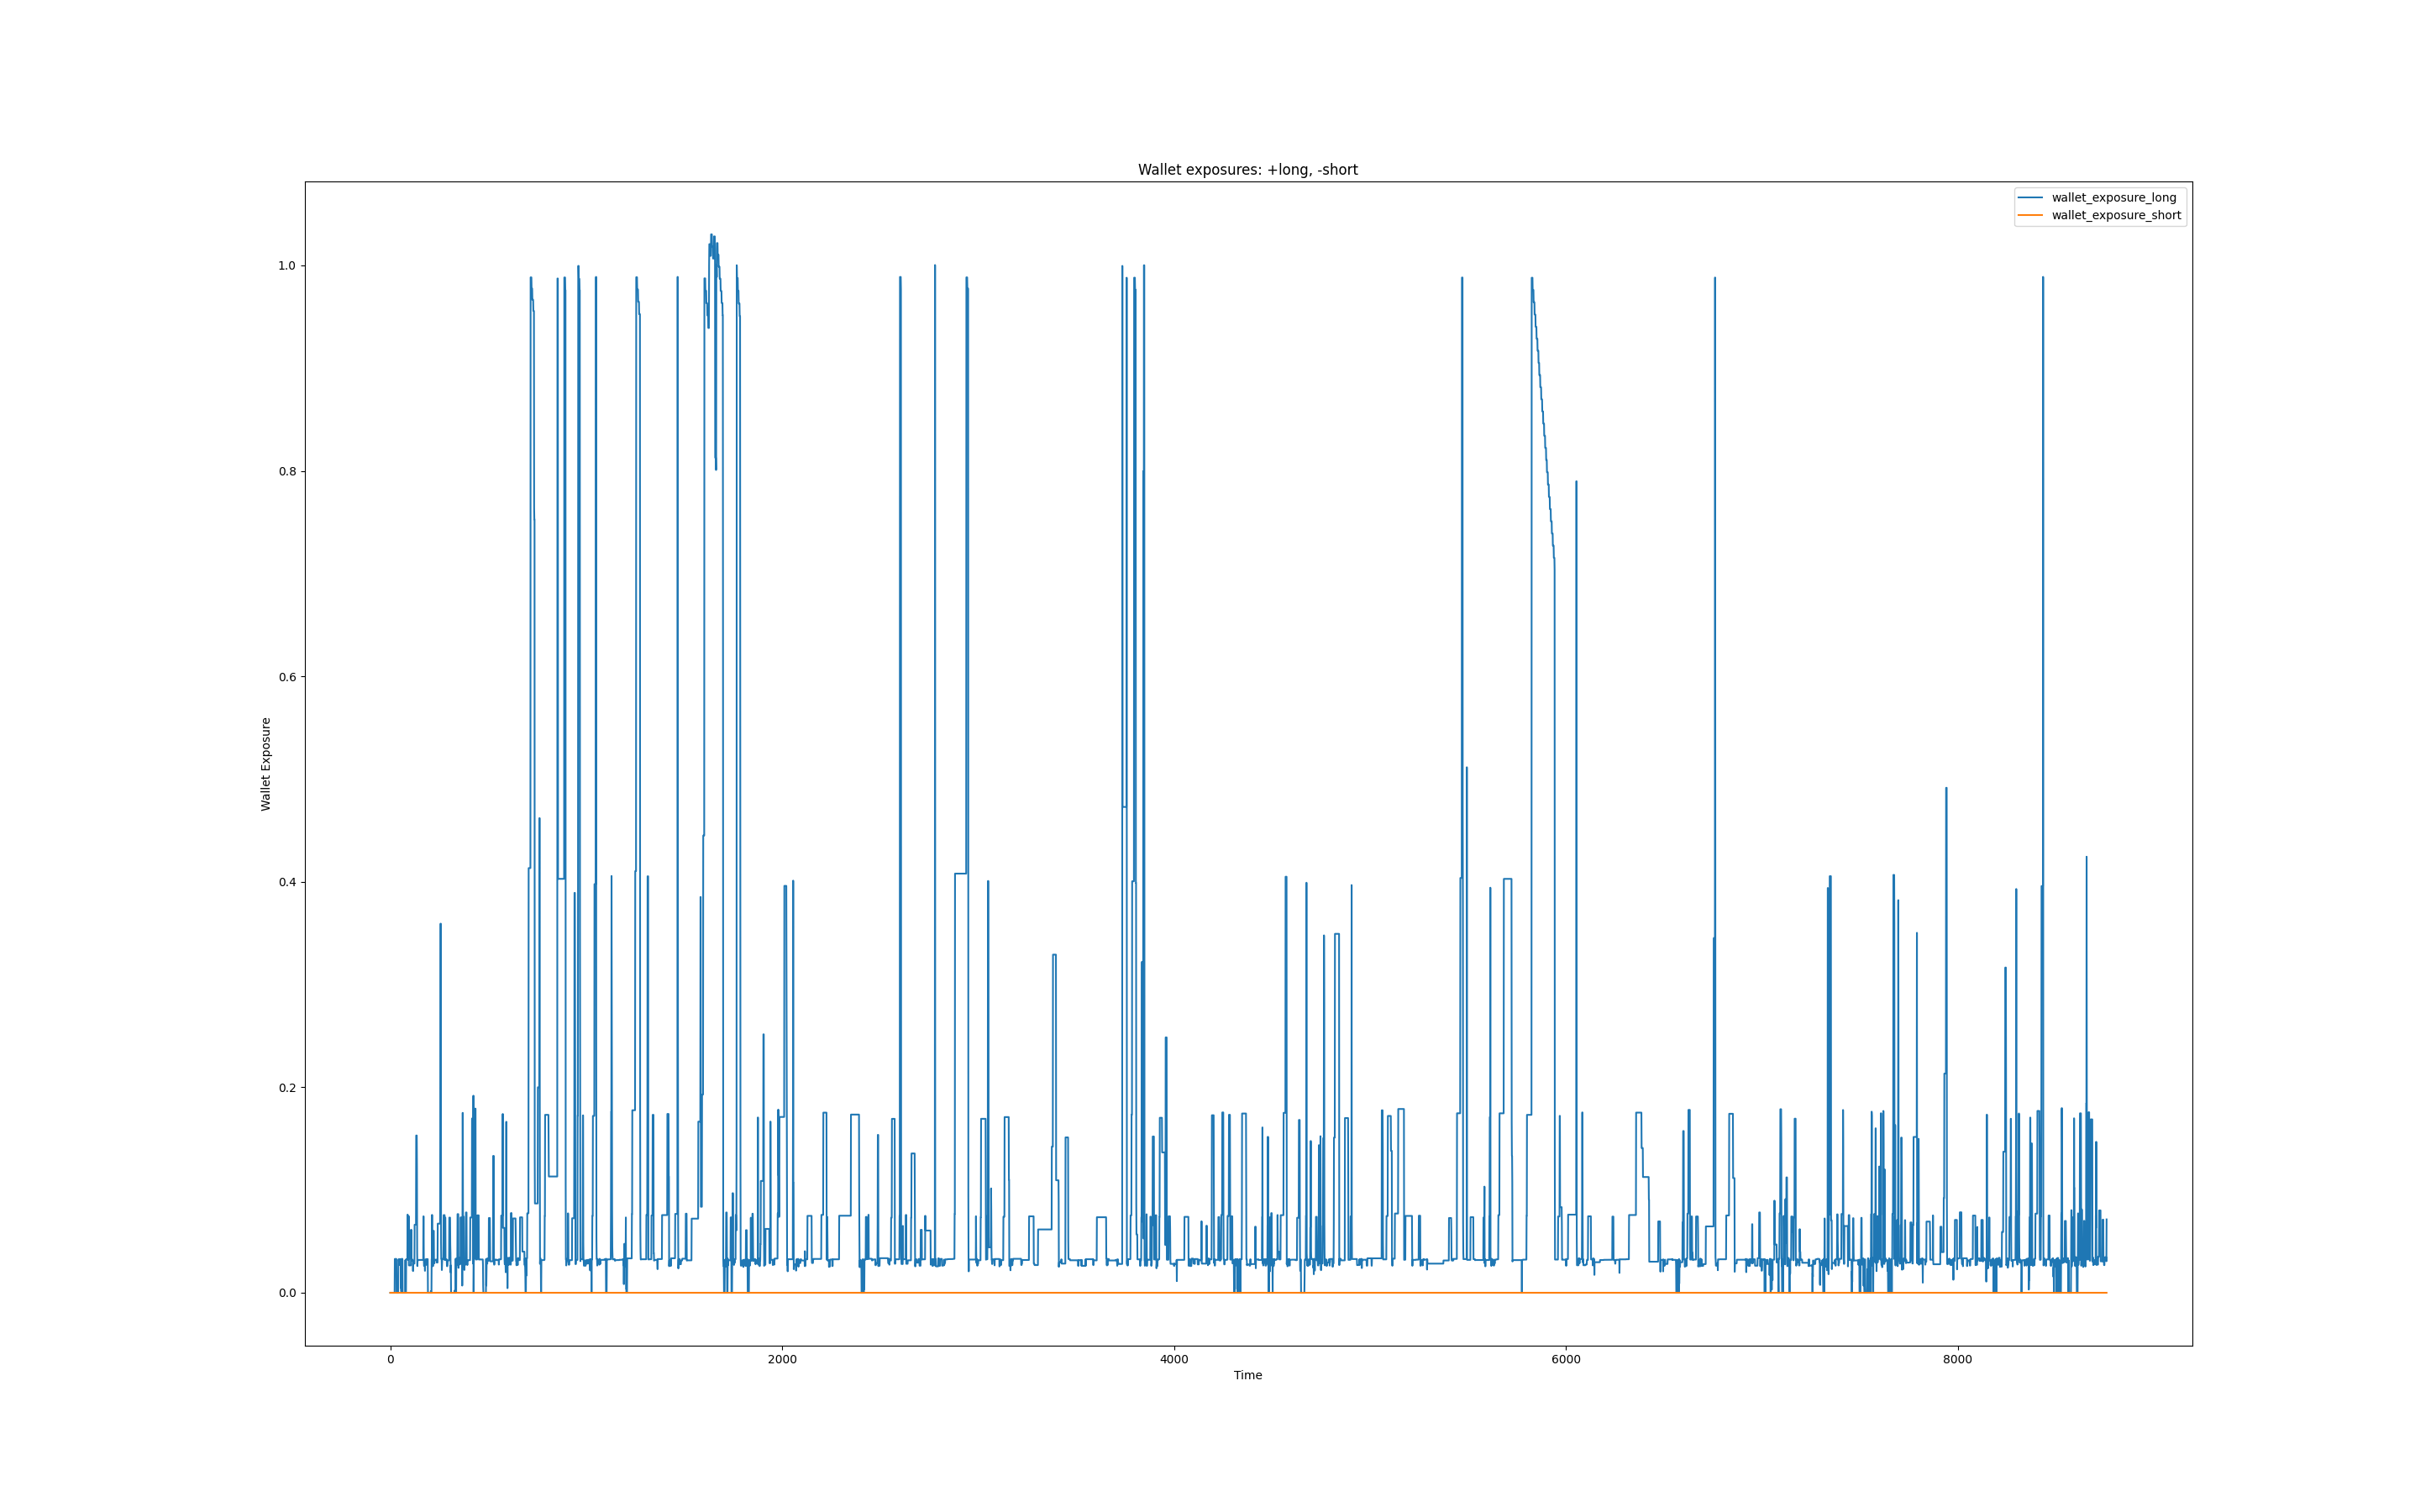 Wallet exposures: +long, -short
wallet_exposure_long
wallet_exposure_short
1.0
0.8
0.6
0.4
0.2
0.0
Wallet Exposure
0 2000 4000 6000 8000
Time